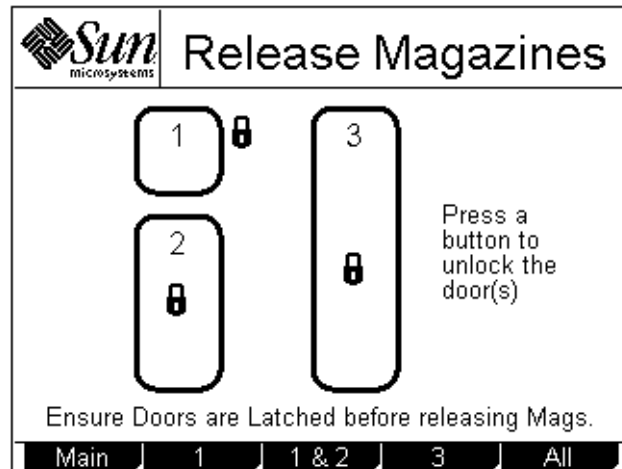 Sun
microsystems
Release Magazines
1
3
2
Press a
button to
unlock the
door(s)
Ensure Doors are Latched before releasing Mags.
Main 1 1 & 2 3 All